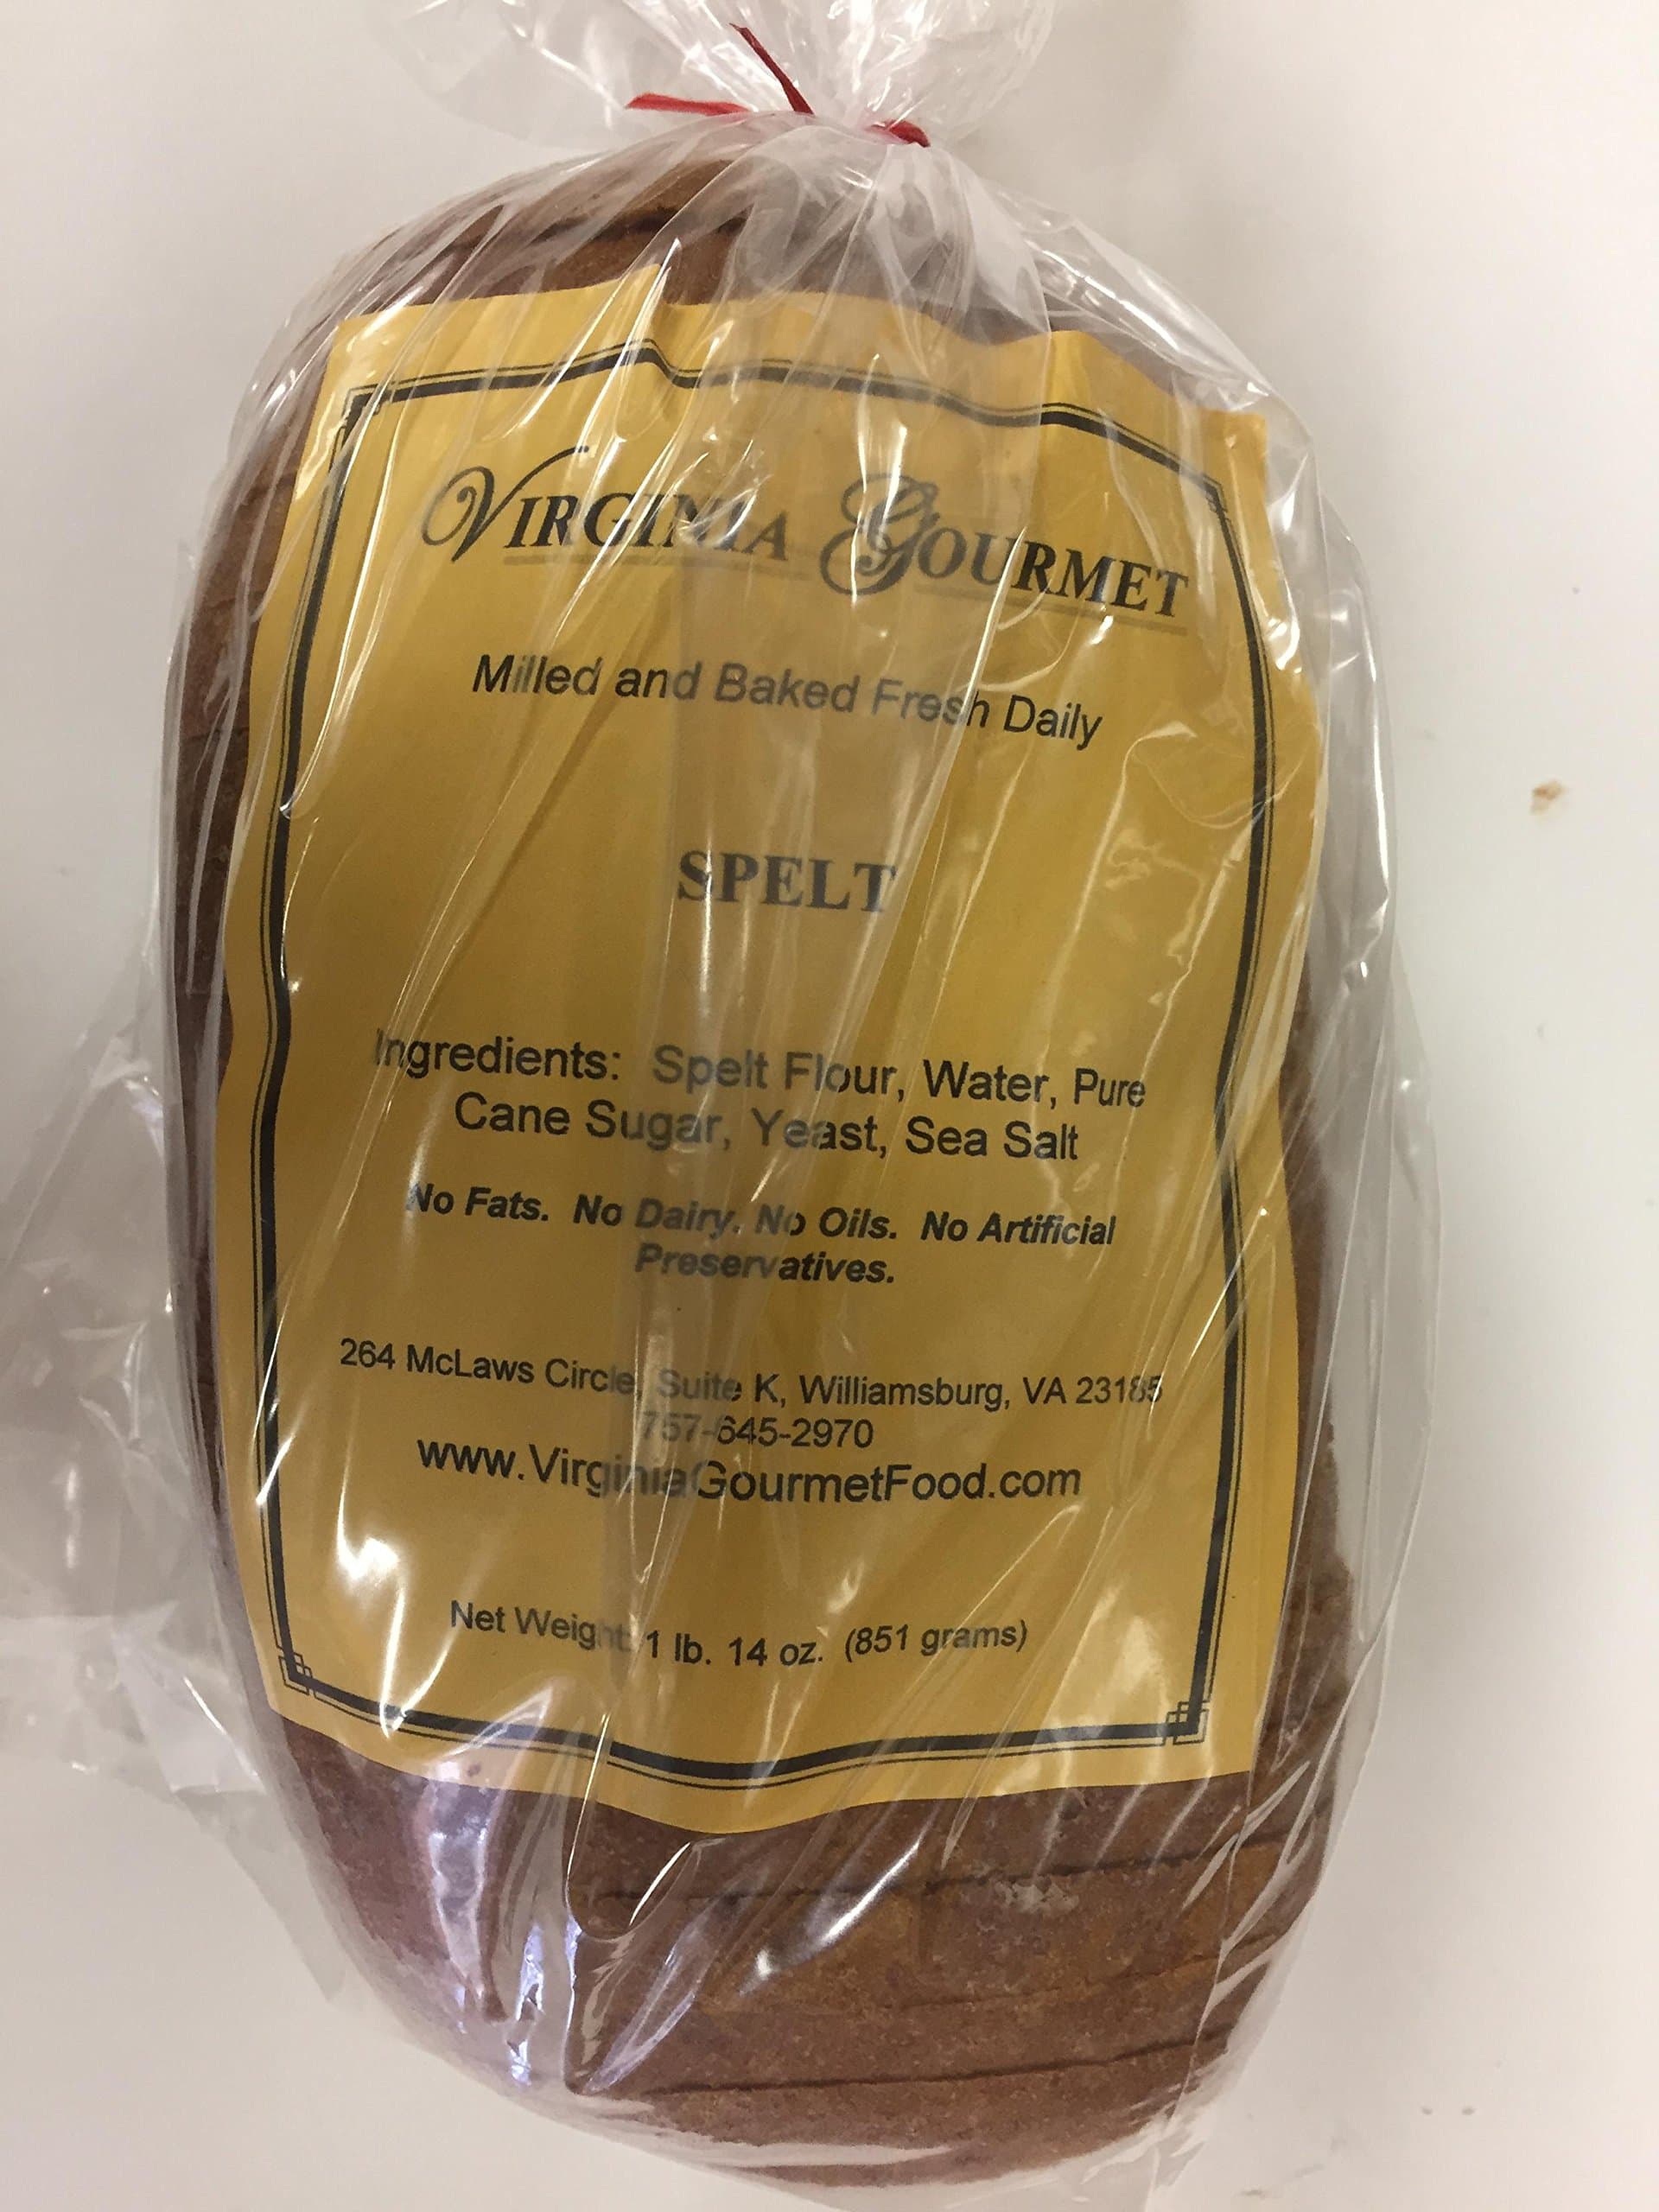 VIRGINIA GOURMET
Milled and Baked Fresh Daily
SPELT
Ingredients: Spelt Flour, Water, Pure
Cane Sugar, Yeast, Sea Salt
No Fats. No Dairy. No Oils. No Artificial
Preservatives.
264 McLaws Circle, Suite K, Williamsburg, VA 23185
757-645-2970
www.VirginiaGourmetFood.com
Net Weight: 1 lb. 14 oz. (851 grams)